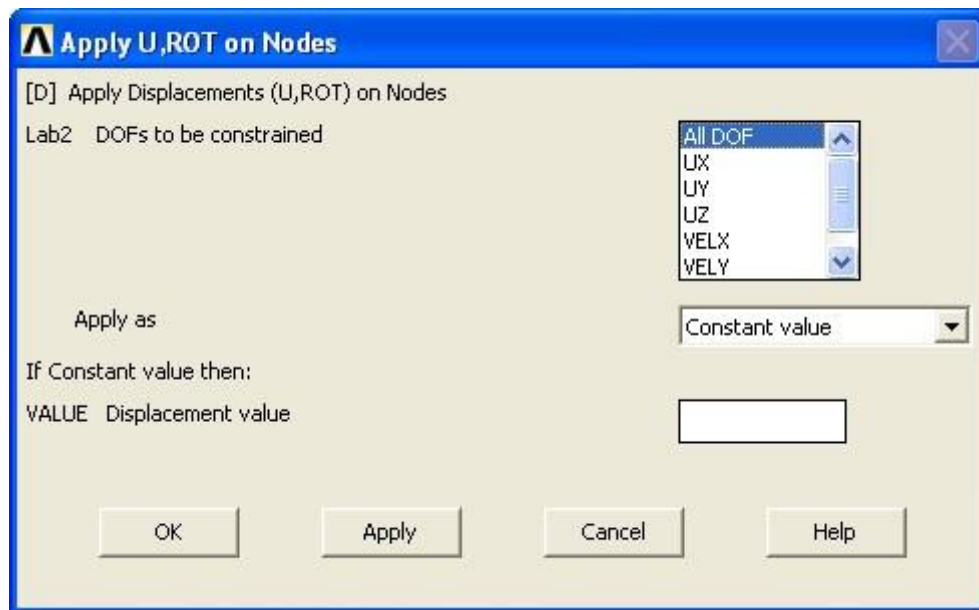 Apply U,ROT on Nodes
[D] Apply Displacements (U,ROT) on Nodes
Lab2 DOFs to be constrained
All DOF
UX
UY
UZ
VELX
VELY
Apply as
Constant value
If Constant value then:
VALUE Displacement value
OK Apply Cancel Help